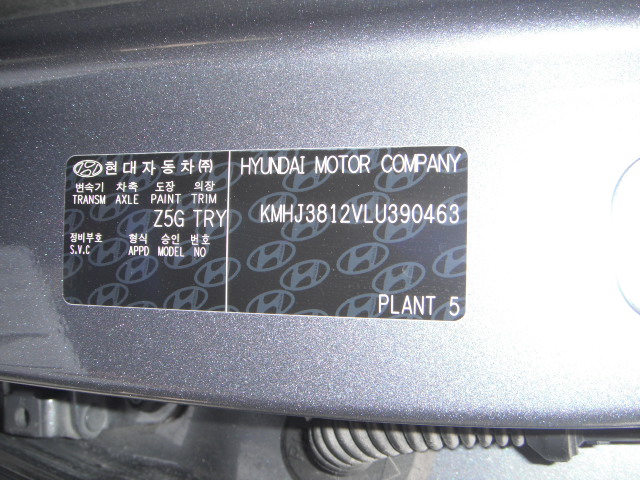 현대자동차㈜
변속기 차축 도장 의장
TRANSM AXLE PAINT TRIM
Z5G TRY
정비부호 형식 승인 번호
S.V.C APPD MODEL NO
HYUNDAI MOTOR COMPANY
KMHJ3812VLU390463
PLANT 5